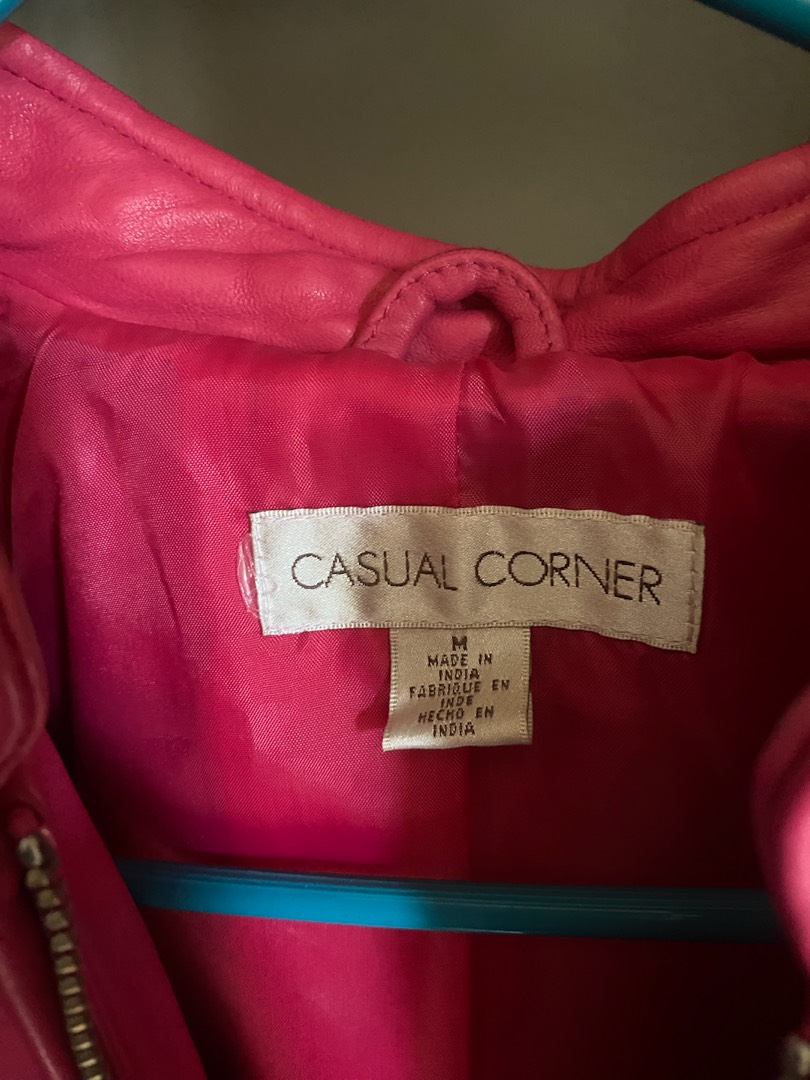 CASUAL CORNER
M
MADE IN
INDIA
FABRIQUE EN
INDE
HECHO EN
INDIA